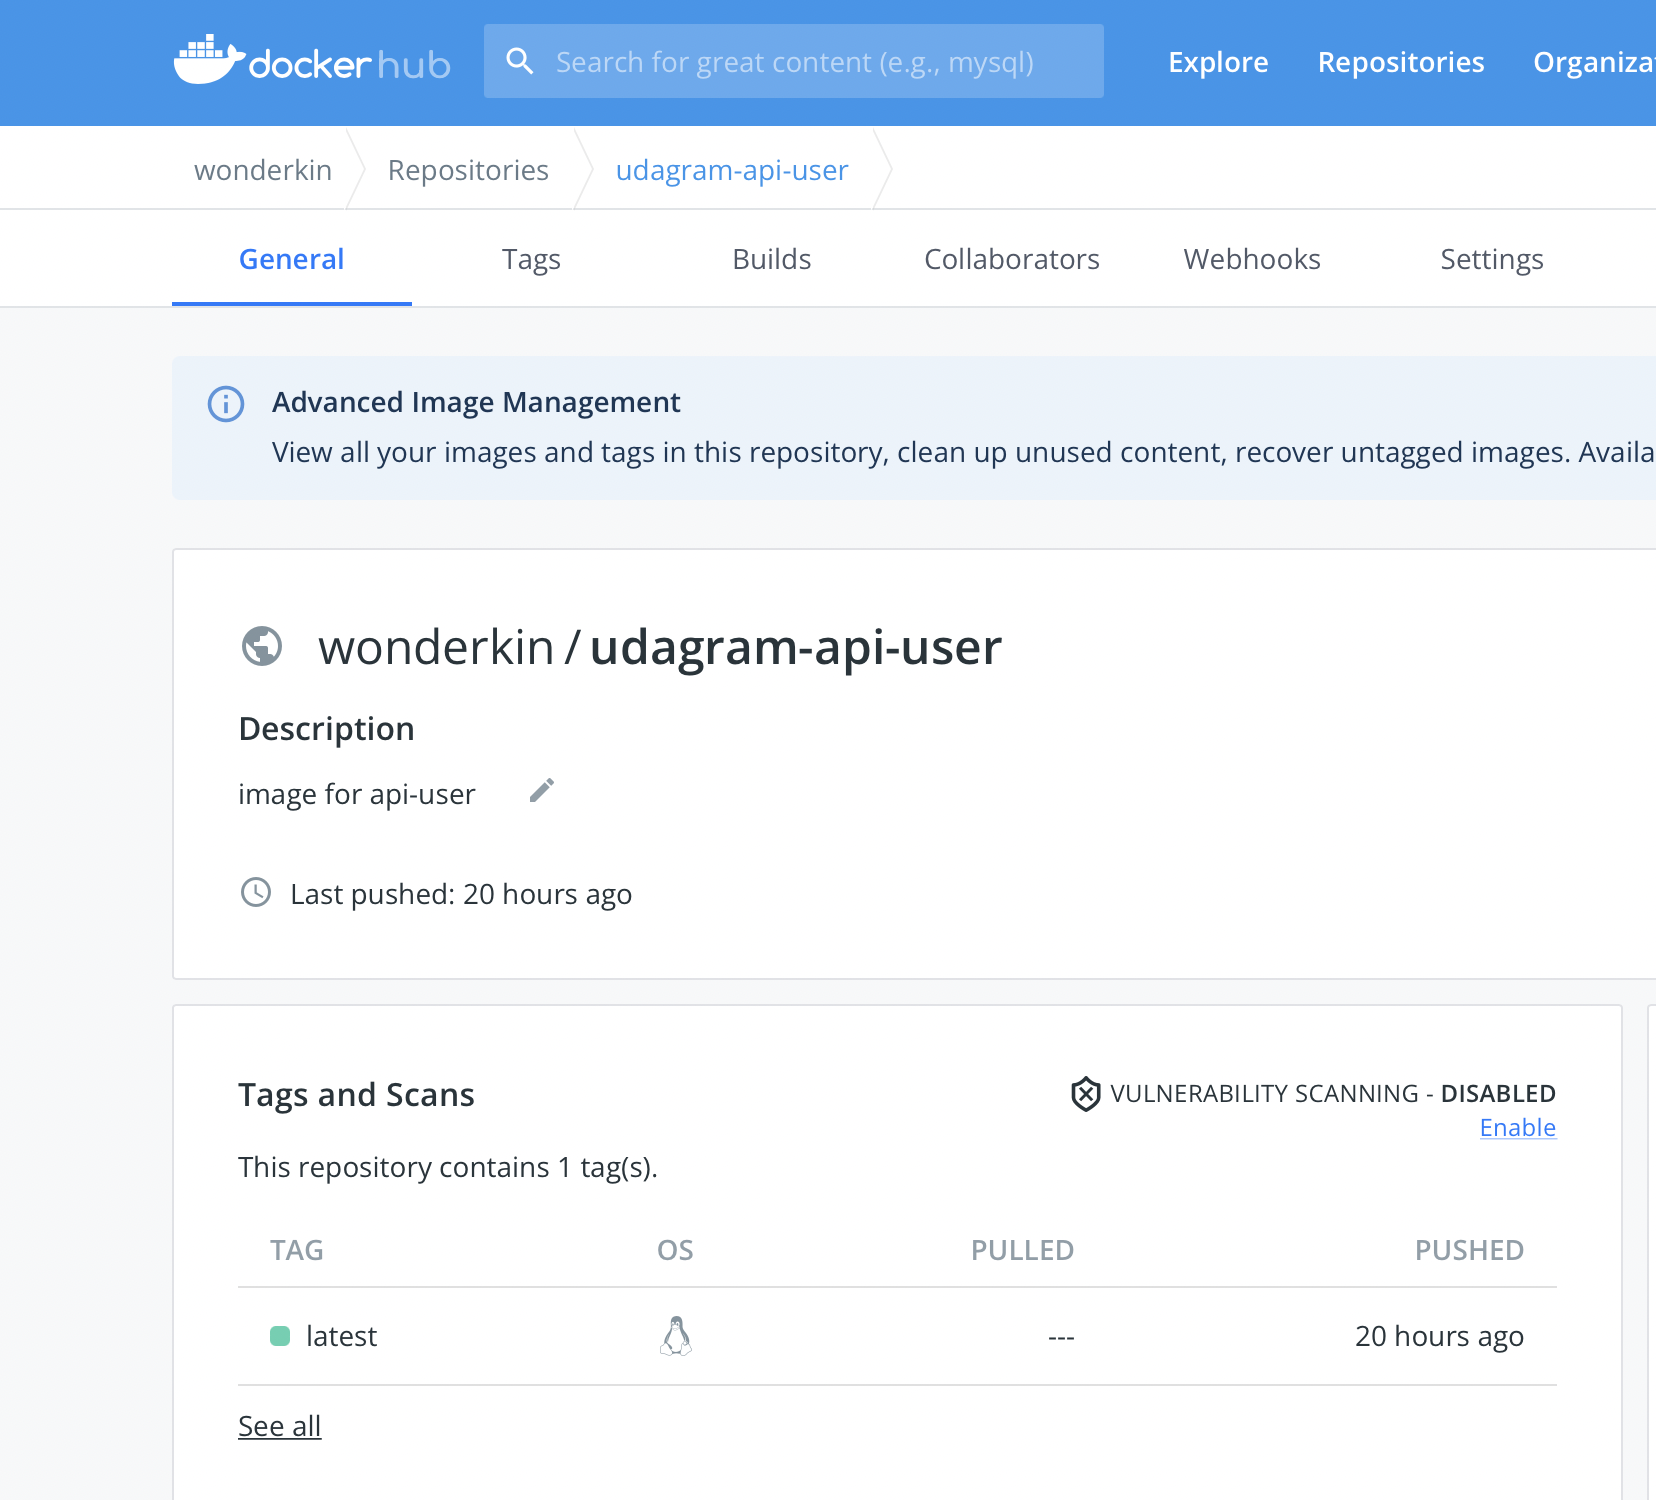 docker hub
Search for great content (e.g., mysql)
Explore
Repositories
wonderkin
Repositories
udagram-api-user
General
Tags
Builds
Collaborators
Webhooks
Settings
Advanced Image Management
View all your images and tags in this repository, clean up unused content, recover untagged images.
wonderkin / udagram-api-user
Description
image for api-user
Last pushed: 20 hours ago
Tags and Scans
VULNERABILITY SCANNING - DISABLED
Enable
This repository contains 1 tag(s).
TAG
OS
PULLED
PUSHED
latest
---
20 hours ago
See all